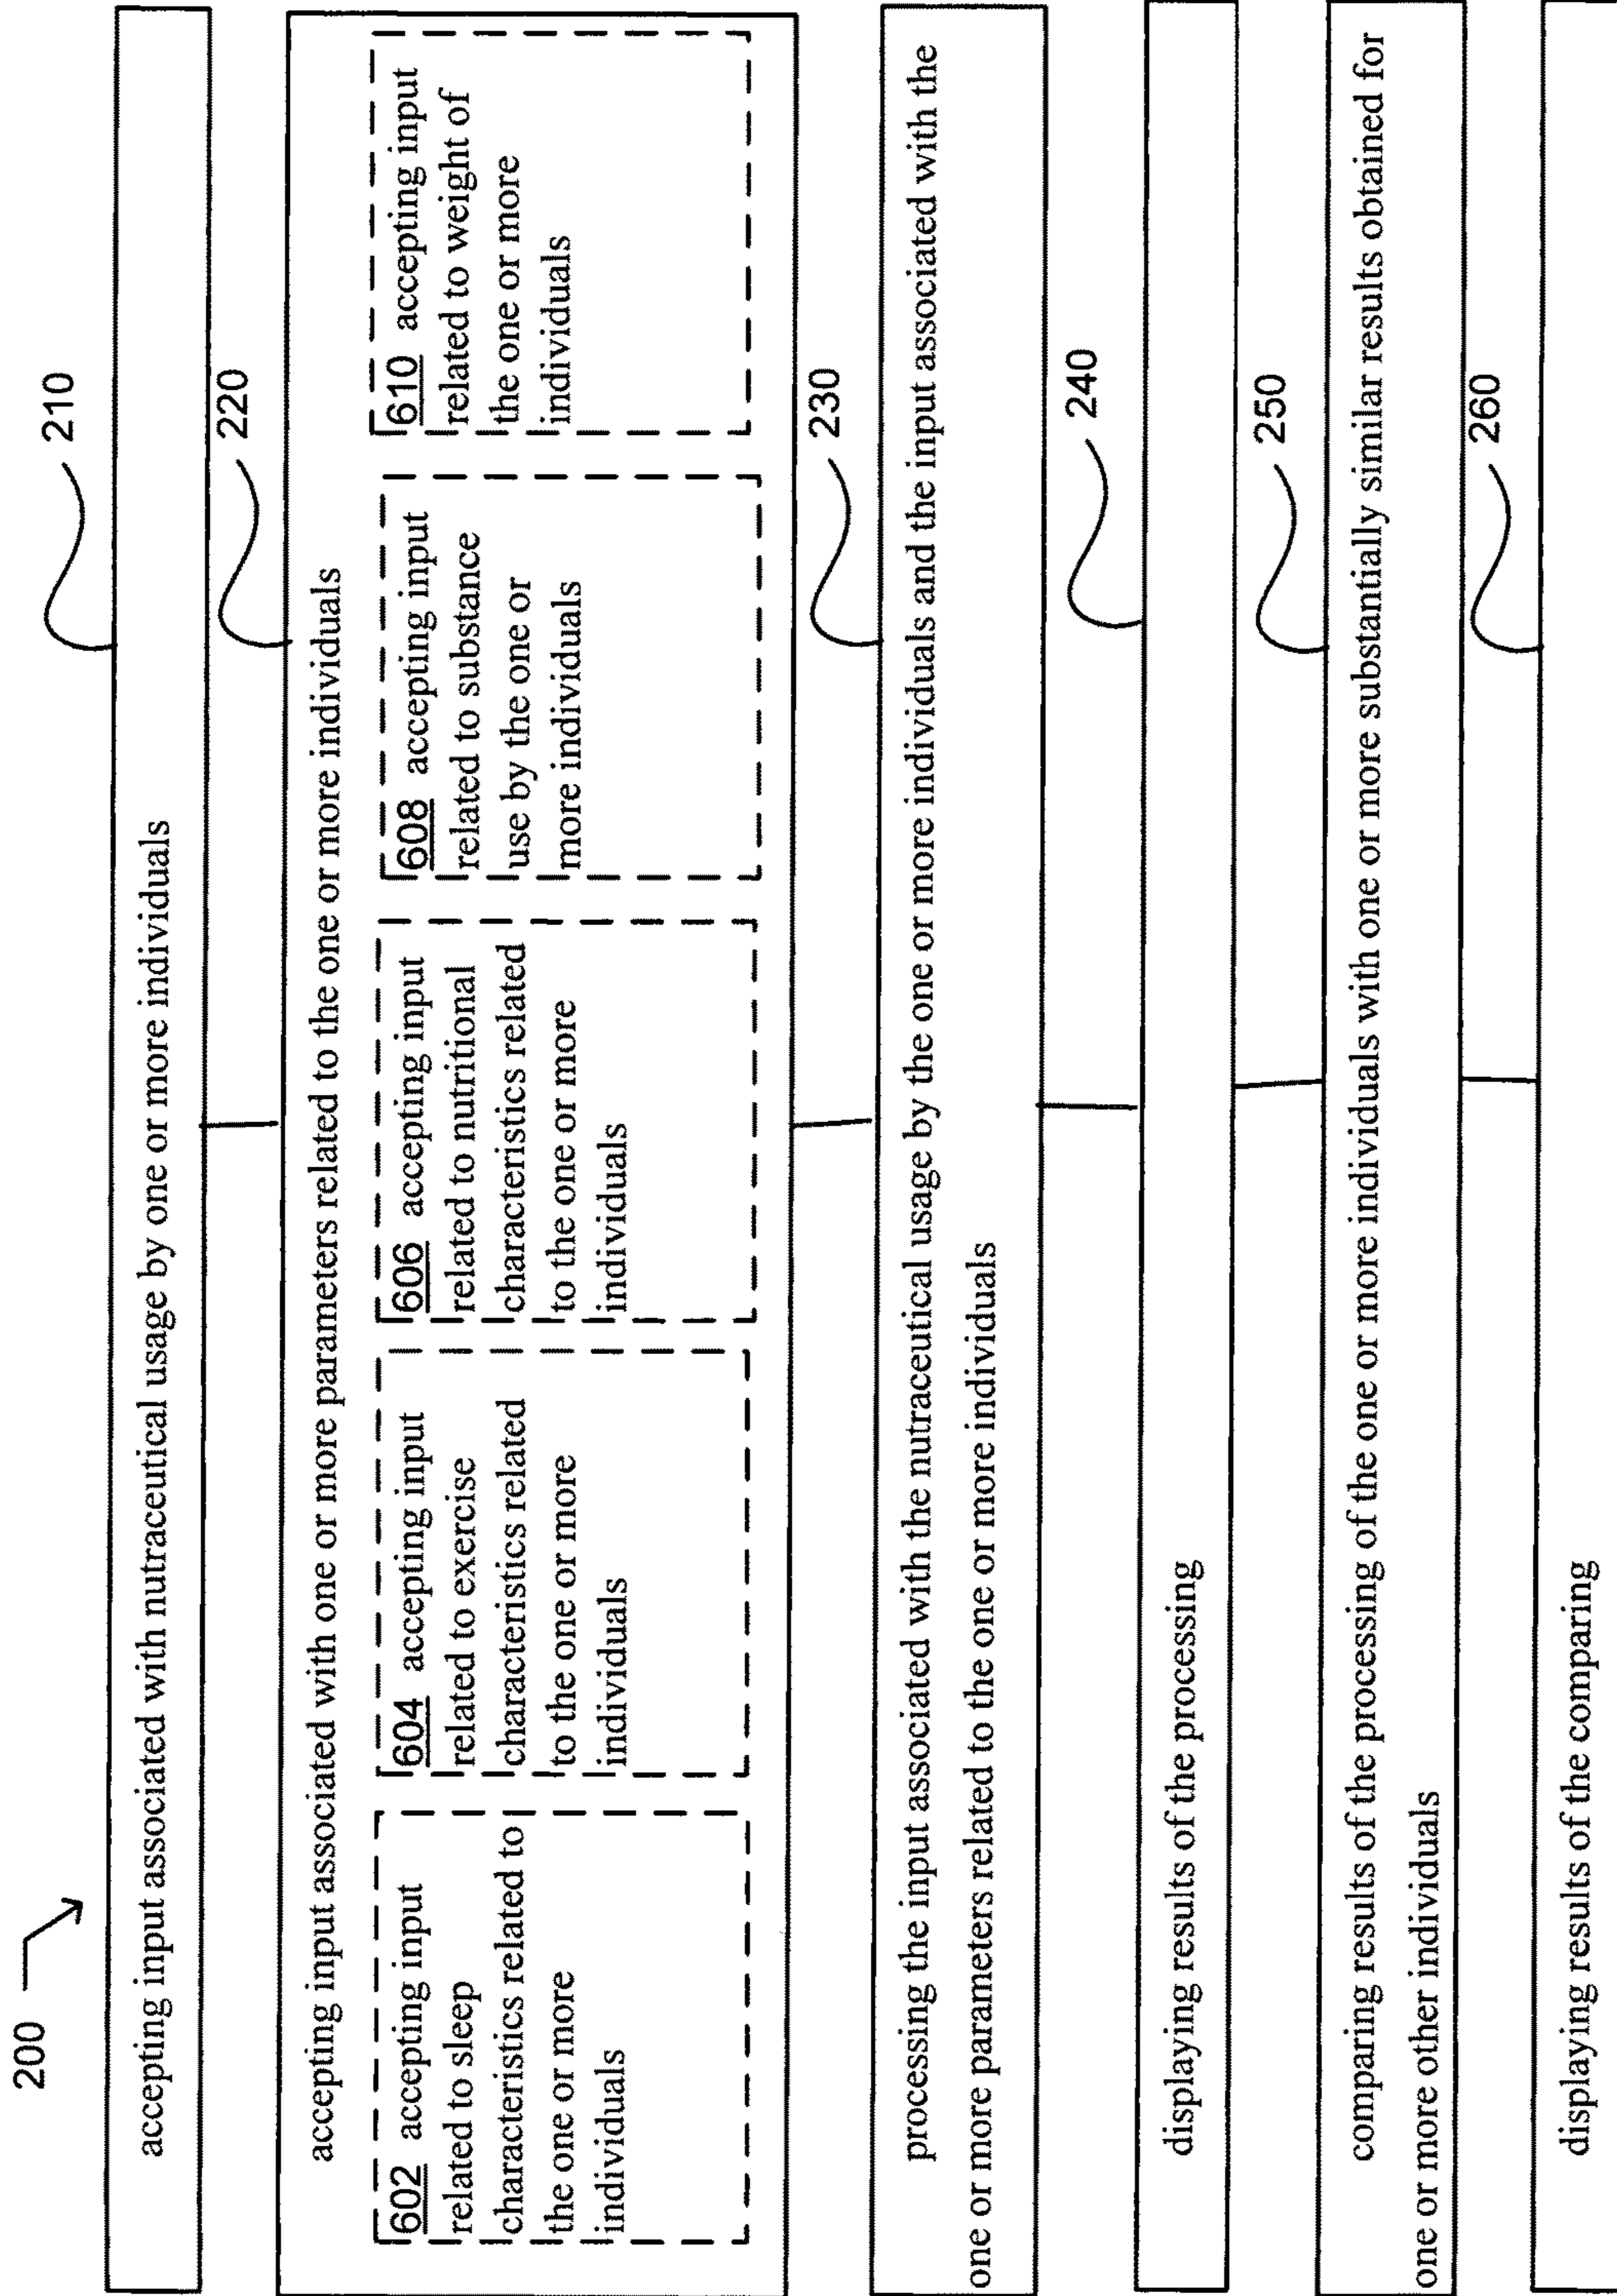 200
210
accepting input associated with nutraceutical usage by one or more individuals
220
accepting input associated with one or more parameters related to the one or more individuals
602 accepting input
related to sleep
characteristics related to
the one or more
individuals
604 accepting input
related to exercise
characteristics related
to the one or more
individuals
606 accepting input
related to nutritional
characteristics related
to the one or more
individuals
608 accepting input
related to substance
use by the one or
more individuals
610 accepting input
related to weight of
the one or more
individuals
230
processing the input associated with the nutraceutical usage by the one or more individuals and the input associated with the
one or more parameters related to the one or more individuals
240
displaying results of the processing
250
comparing results of the processing of the one or more individuals with one or more substantially similar results obtained for
one or more other individuals
260
displaying results of the comparing